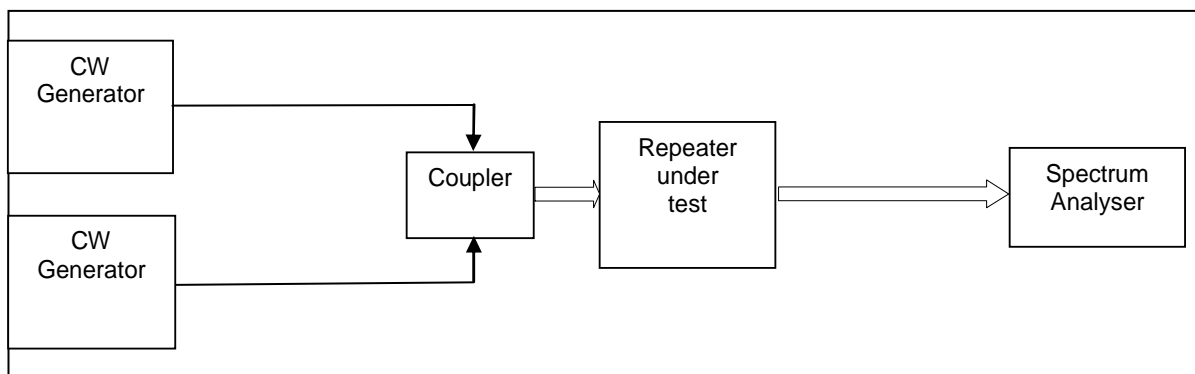 CW
Generator
Coupler
Repeater
under
test
Spectrum
Analyser
CW
Generator